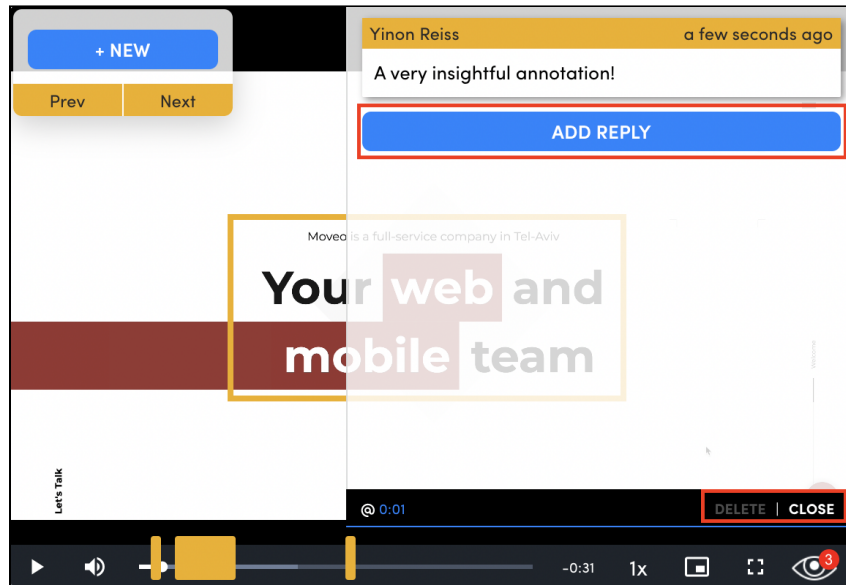 + NEW
Prev Next
Yinon Reiss a few seconds ago
A very insightful annotation!
ADD REPLY
Moveo is a full-service company in Tel-Aviv
Your web and
mobile team
Let's Talk
@ 0:01
DELETE | CLOSE
-0:31 1x 3